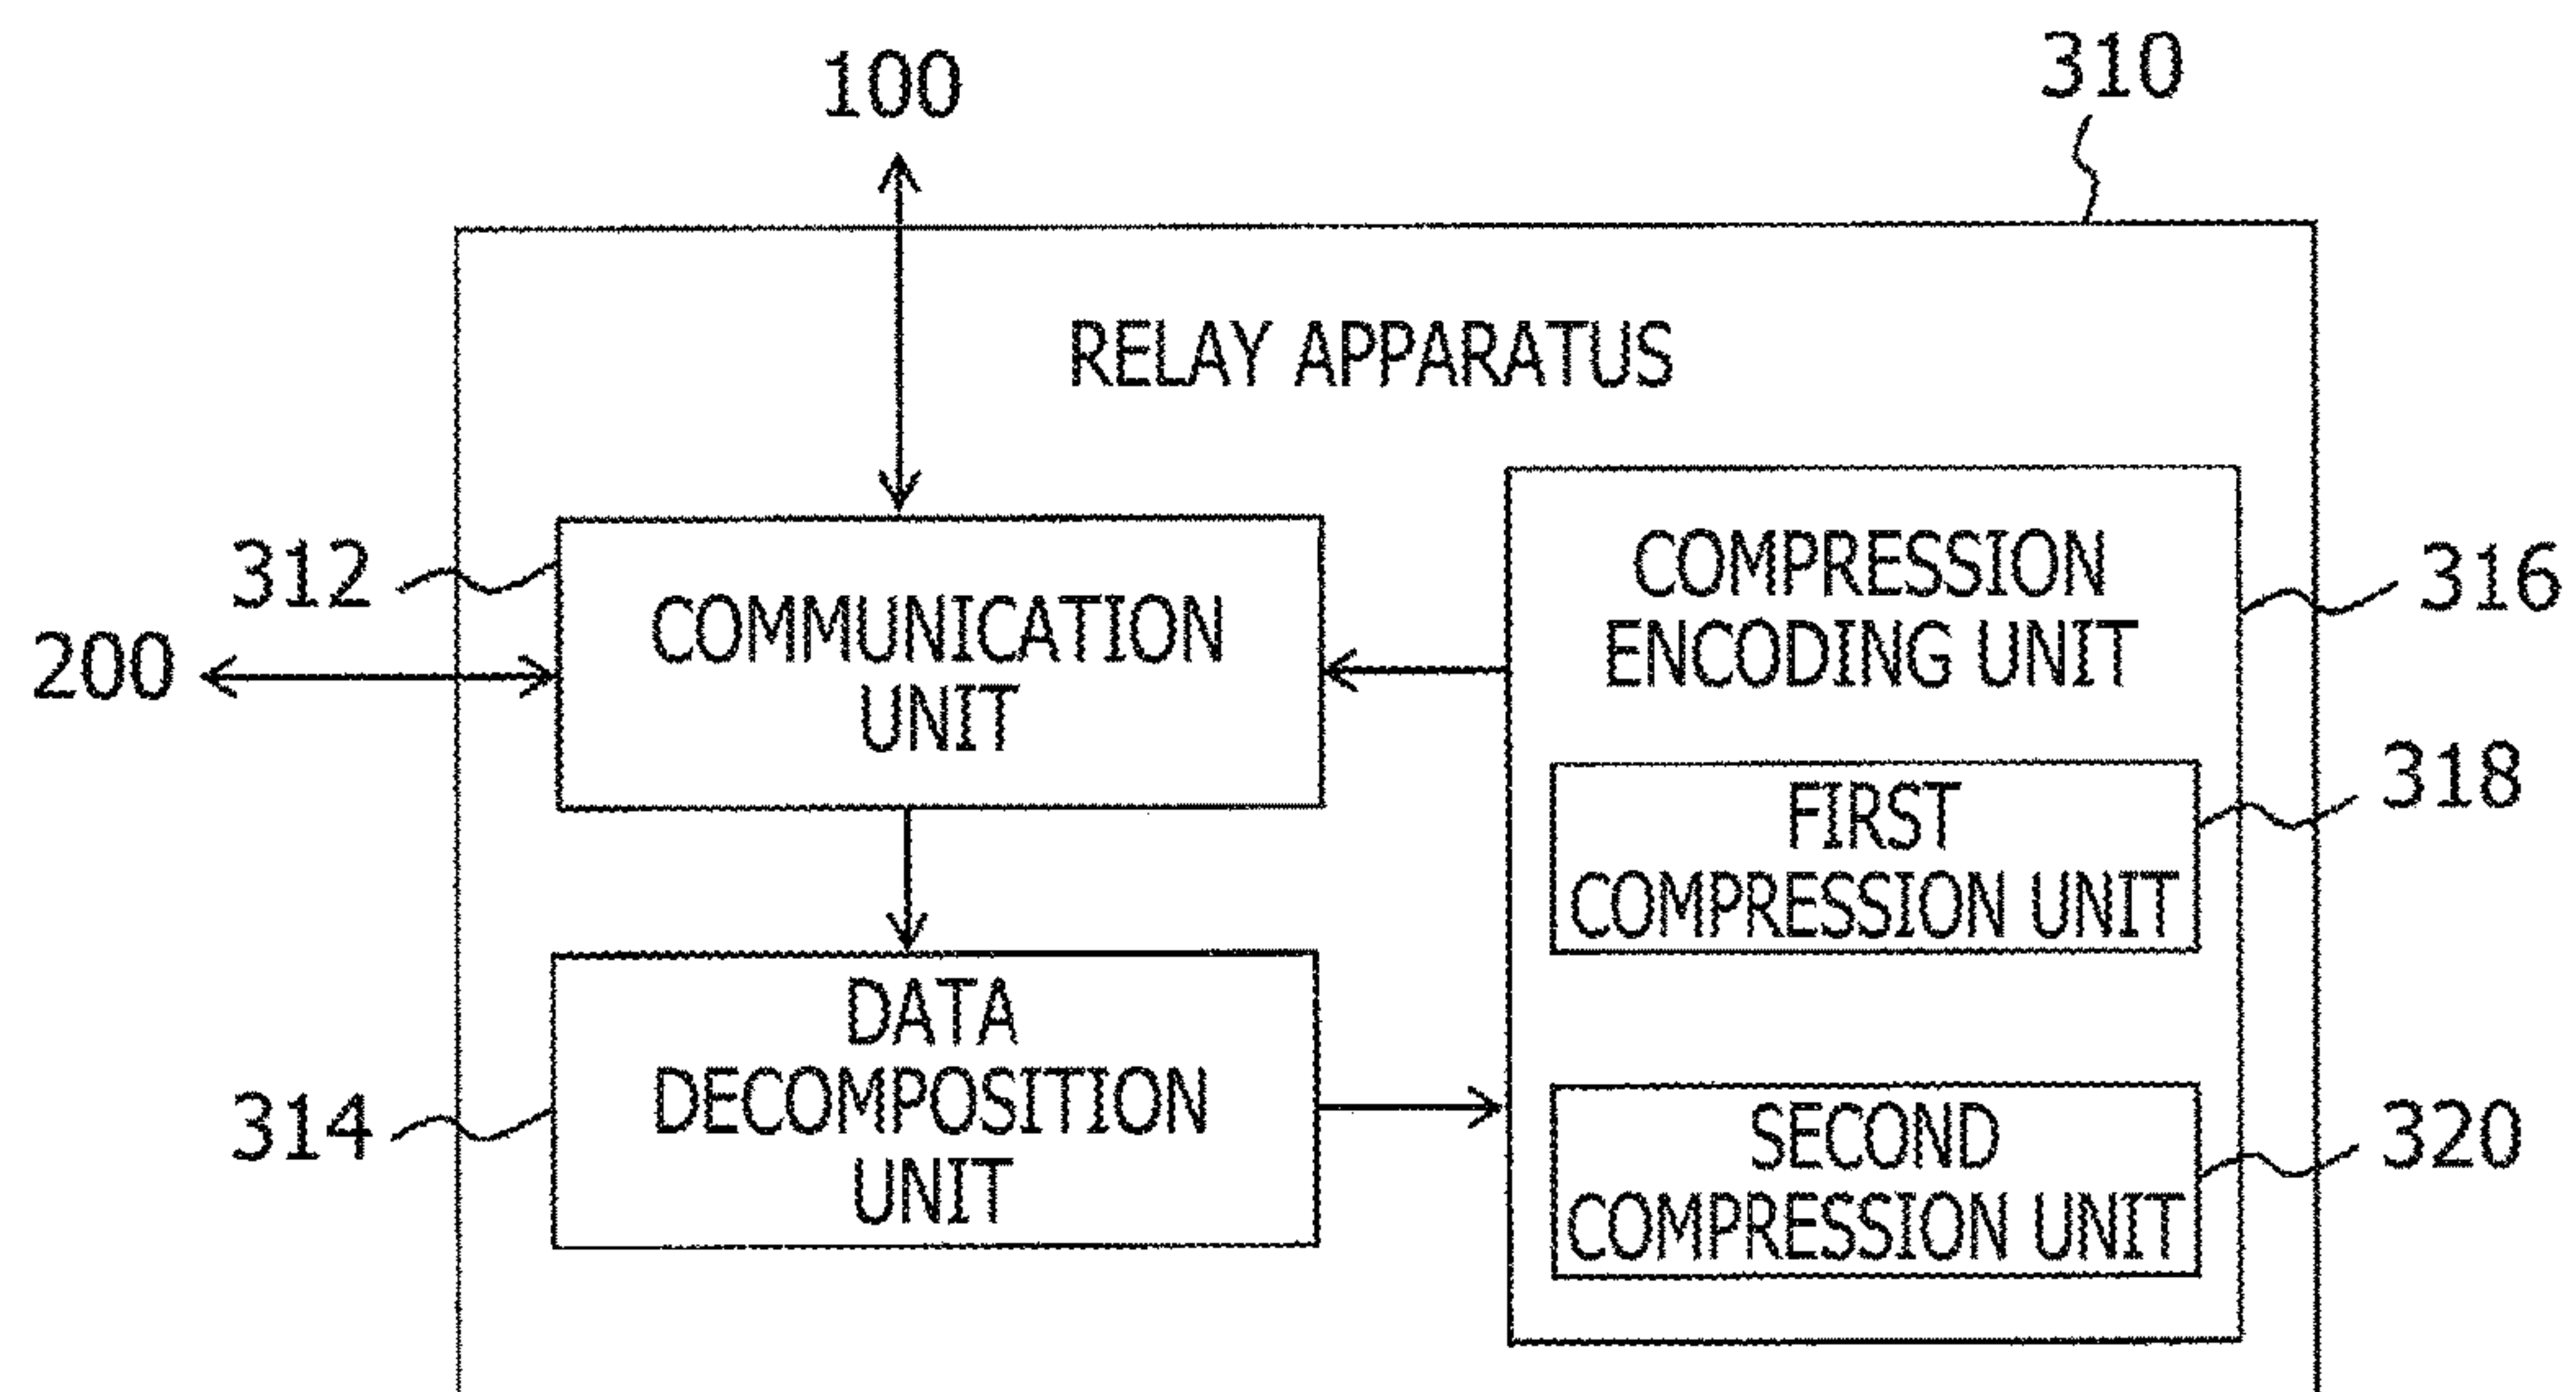 100
310
RELAY APPARATUS
312
COMMUNICATION
UNIT
200
COMPRESSION
ENCODING UNIT
316
FIRST
COMPRESSION UNIT
318
DATA
DECOMPOSITION
UNIT
314
SECOND
COMPRESSION UNIT
320